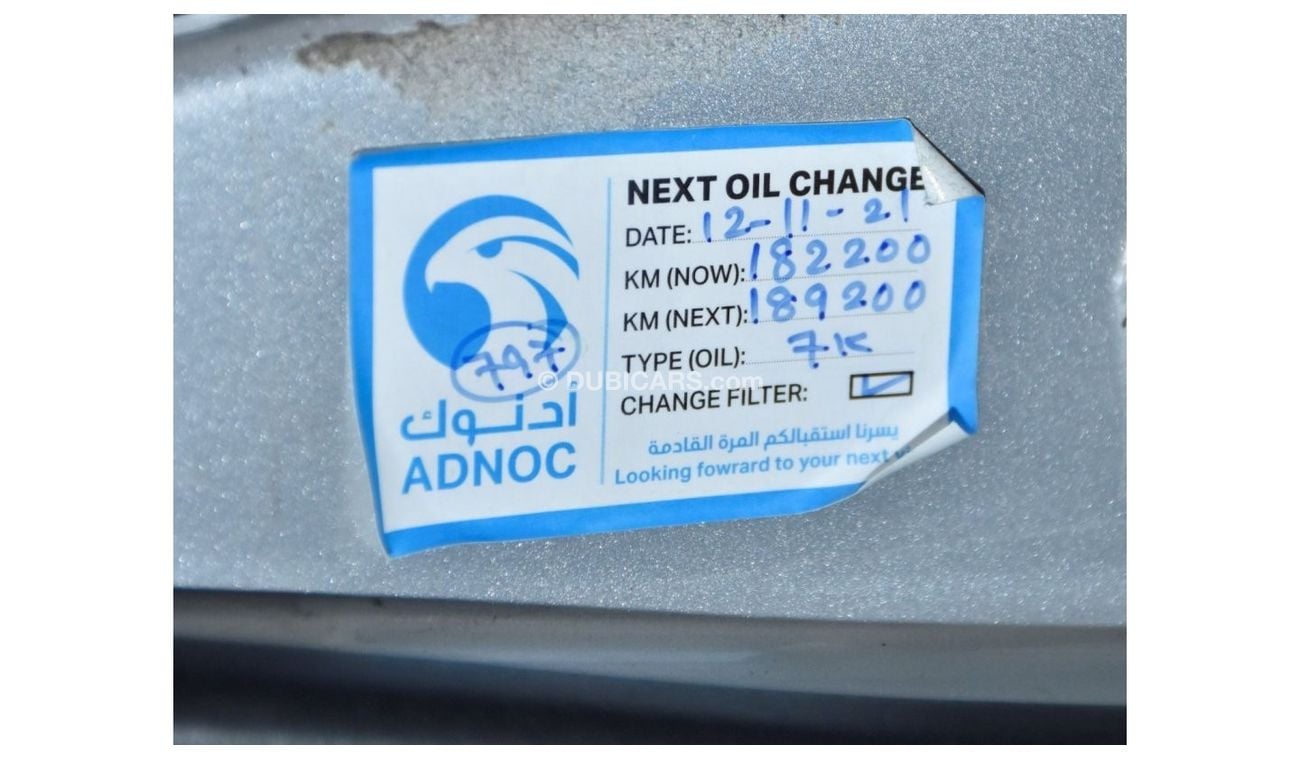 NEXT OIL CHANGE
DATE: 12-11-21
KM (NOW): 182200
KM (NEXT): 189200
TYPE (OIL): 7K
CHANGE FILTER: ✓
يسرنا استقبالكم المرة القادمة
Looking fowrard to your next
797
© DUBICARS.com
أدنوك
ADNOC